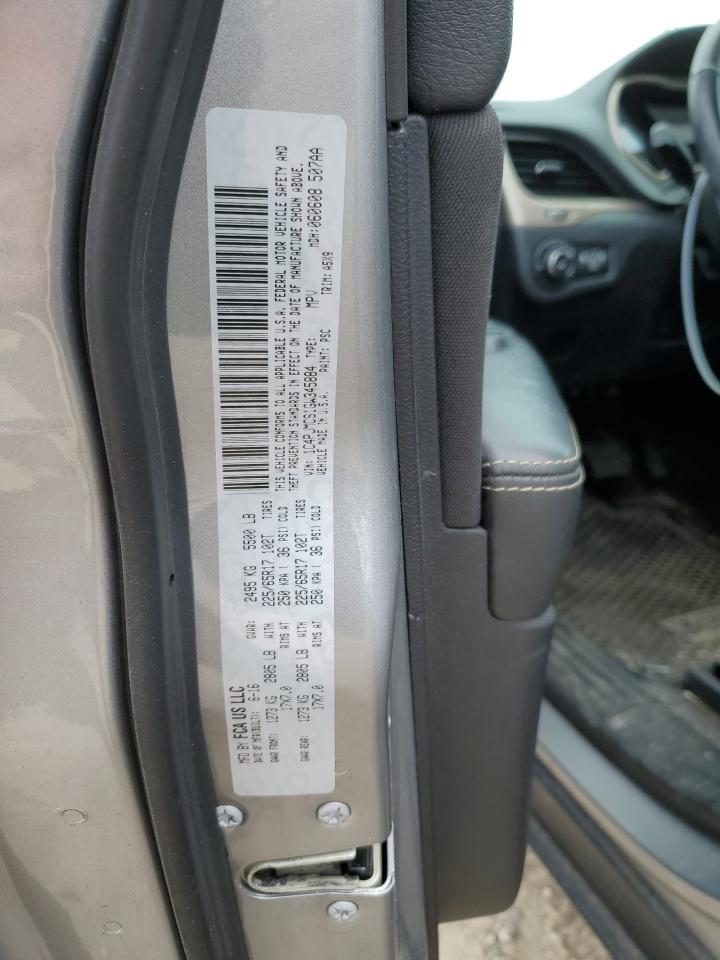 MFD BY FCA US LLC
DATE OF MFR(BUILT): 6-16 GVWR: 2495 KG 5500 LB
GAWR FRONT: 1273 KG 2805 LB WITH 225/65R17 102T TIRES
17X7.0 RIMS AT 250 KPA ( 36 PSI) COLD
GAWR REAR: 1273 KG 2805 LB WITH 225/65R17 102T TIRES
17X7.0 RIMS AT 250 KPA ( 36 PSI) COLD
THIS VEHICLE CONFORMS TO ALL APPLICABLE U.S.A. FEDERAL MOTOR VEHICLE SAFETY AND
THEFT PREVENTION STANDARDS IN EFFECT ON THE DATE OF MANUFACTURE SHOWN ABOVE.
VIN: 1C4PJMCS1GW345884 TYPE: MPV MDH: 060608 507AA
VEHICLE MADE IN U.S.A. PAINT: PSC TRIM: A5X9